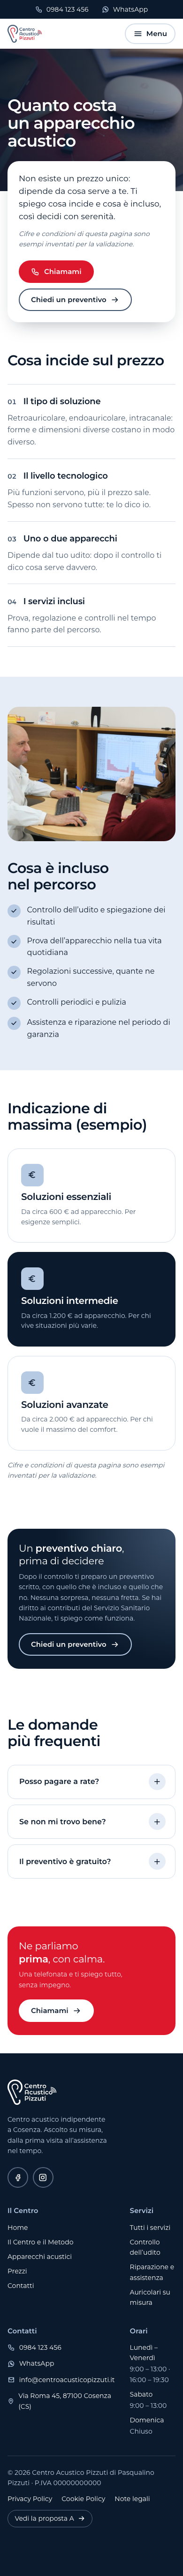 0984 123 456 WhatsApp
Centro
Acustico
Pizzuti
Menu
Quanto costa
un apparecchio
acustico
Non esiste un prezzo unico:
dipende da cosa serve a te. Ti
spiego cosa incide e cosa è incluso,
così decidi con serenità.
Cifre e condizioni di questa pagina sono
esempi inventati per la validazione.
Chiamami
Chiedi un preventivo
Cosa incide sul prezzo
01 Il tipo di soluzione
Retroauricolare, endoauricolare, intracanale:
forme e dimensioni diverse costano in modo
diverso.
02 Il livello tecnologico
Più funzioni servono, più il prezzo sale.
Spesso non servono tutte: te lo dico io.
03 Uno o due apparecchi
Dipende dal tuo udito: dopo il controllo ti
dico cosa serve davvero.
04 I servizi inclusi
Prova, regolazione e controlli nel tempo
fanno parte del percorso.
Cosa è incluso
nel percorso
Controllo dell'udito e spiegazione dei
risultati
Prova dell'apparecchio nella tua vita
quotidiana
Regolazioni successive, quante ne
servono
Controlli periodici e pulizia
Assistenza e riparazione nel periodo di
garanzia
Indicazione di
massima (esempio)
€
Soluzioni essenziali
Da circa 600 € ad apparecchio. Per
esigenze semplici.
€
Soluzioni intermedie
Da circa 1.200 € ad apparecchio. Per chi
vive situazioni più varie.
€
Soluzioni avanzate
Da circa 2.000 € ad apparecchio. Per chi
vuole il massimo del comfort.
Cifre e condizioni di questa pagina sono esempi
inventati per la validazione.
Un preventivo chiaro,
prima di decidere
Dopo il controllo ti preparo un preventivo
scritto, con quello che è incluso e quello che
no. Nessuna sorpresa, nessuna fretta. Se hai
diritto ai contributi del Servizio Sanitario
Nazionale, ti spiego come funziona.
Chiedi un preventivo
Le domande
più frequenti
Posso pagare a rate?
Se non mi trovo bene?
Il preventivo è gratuito?
Ne parliamo
prima, con calma.
Una telefonata e ti spiego tutto,
senza impegno.
Chiamami
Centro
Acustico
Pizzuti
Centro acustico indipendente
a Cosenza. Ascolto su misura,
dalla prima visita all'assistenza
nel tempo.
Il Centro
Home
Il Centro e il Metodo
Apparecchi acustici
Prezzi
Contatti
Servizi
Tutti i servizi
Controllo
dell'udito
Riparazione e
assistenza
Auricolari su
misura
Contatti
0984 123 456
WhatsApp
info@centroacusticopizzuti.it
Via Roma 45, 87100 Cosenza
(CS)
Orari
Lunedì –
Venerdì
9:00 – 13:00 ·
16:00 – 19:30
Sabato
9:00 – 13:00
Domenica
Chiuso
© 2026 Centro Acustico Pizzuti di Pasqualino
Pizzuti · P.IVA 00000000000
Privacy Policy Cookie Policy Note legali
Vedi la proposta A